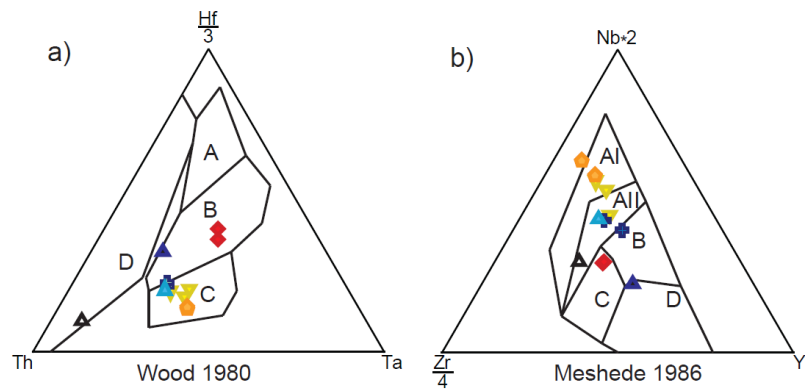 a)
Hf
3
A
B
D
C
Th
Ta
Wood 1980
b)
Nb*2
AI
AII
B
C
D
Zr
4
Y
Meshede 1986